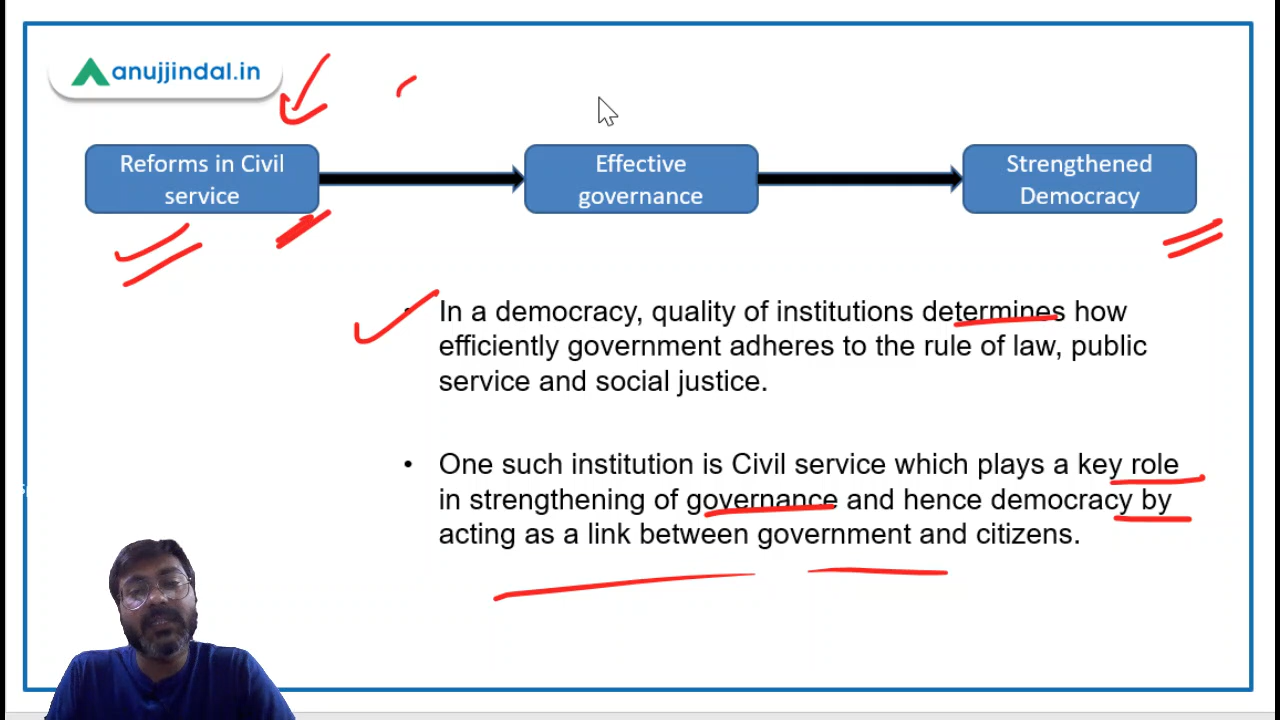 anujjindal.in
Reforms in Civil
service
Effective
governance
Strengthened
Democracy
• In a democracy, quality of institutions determines how
efficiently government adheres to the rule of law, public
service and social justice.
• One such institution is Civil service which plays a key role
in strengthening of governance and hence democracy by
acting as a link between government and citizens.